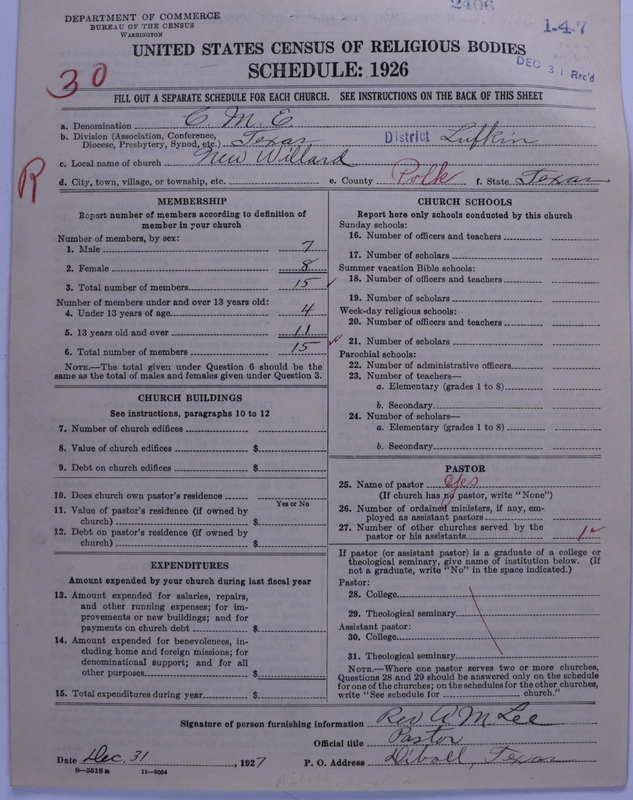 2406
DEPARTMENT OF COMMERCE
BUREAU OF THE CENSUS
WASHINGTON
1-4-7
UNITED STATES CENSUS OF RELIGIOUS BODIES
SCHEDULE: 1926
DEC 31 Rec'd
30
FILL OUT A SEPARATE SCHEDULE FOR EACH CHURCH. SEE INSTRUCTIONS ON THE BACK OF THIS SHEET
a. Denomination C. M. E
b. Division (Association, Conference, Diocese, Presbytery, Synod, etc.) Texas District Lufkin
c. Local name of church New Willard
R
d. City, town, village, or township, etc. e. County Polk f. State Texas
MEMBERSHIP
Report number of members according to definition of
member in your church
Number of members, by sex:
1. Male 7
2. Female 8
3. Total number of members 15
Number of members under and over 13 years old:
4. Under 13 years of age 4
5. 13 years old and over 11
6. Total number of members 15
NOTE.—The total given under Question 6 should be
same as the total of males and females given under Question 3.
CHURCH BUILDINGS
See instructions, paragraphs 10 to 12
7. Number of church edifices
8. Value of church edifices $
9. Debt on church edifices $
10. Does church own pastor's residence
Yes or No
11. Value of pastor's residence (if owned by
church) $
12. Debt on pastor's residence (if owned by
church) $
EXPENDITURES
Amount expended by your church during last fiscal year
13. Amount expended for salaries, repairs,
and other running expenses; for im-
provements or new buildings; and for
payments on church debt $
14. Amount expended for benevolences, in-
cluding home and foreign missions; for
denominational support; and for all
other purposes $
15. Total expenditures during year $
CHURCH SCHOOLS
Report here only schools conducted by this church
Sunday schools:
16. Number of officers and teachers
17. Number of scholars
Summer vacation Bible schools:
18. Number of officers and teachers
19. Number of scholars
Week-day religious schools:
20. Number of officers and teachers
21. Number of scholars
Parochial schools:
22. Number of administrative officers
23. Number of teachers—
a. Elementary (grades 1 to 8)
b. Secondary
24. Number of scholars—
a. Elementary (grades 1 to 8)
b. Secondary
PASTOR
25. Name of pastor Yes
(If church has no pastor, write "None")
26. Number of ordained ministers, if any, em-
ployed as assistant pastors
27. Number of other churches served by the
pastor or his assistants 1
If pastor (or assistant pastor) is a graduate of a college or
theological seminary, give name of institution below. (If
not a graduate, write "No" in the space indicated.)
Pastor:
28. College
29. Theological seminary
Assistant pastor:
30. College
31. Theological seminary
NOTE.—Where one pastor serves two or more churches,
Questions 28 and 29 should be answered only on the schedule
for one of the churches; on the schedules for the other churches,
write "See schedule for church."
Signature of person furnishing information Rev A. M. Lee
Official title Pastor
Date Dec. 31, 1927 P. O. Address Diboll, Texas
8—5518a 11—9054